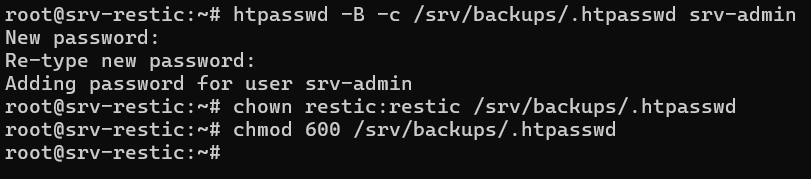 root@srv-restic:~# htpasswd -B -c /srv/backups/.htpasswd srv-admin
New password:
Re-type new password:
Adding password for user srv-admin
root@srv-restic:~# chown restic:restic /srv/backups/.htpasswd
root@srv-restic:~# chmod 600 /srv/backups/.htpasswd
root@srv-restic:~#